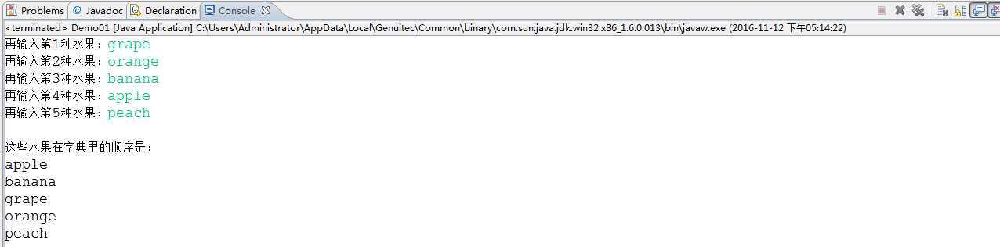 Problems @ Javadoc Declaration Console
<terminated> Demo01 [Java Application] C:\Users\Administrator\AppData\Local\Genuitec\Common\binary\com.sun.java.jdk.win32.x86_1.6.0.013\bin\javaw.exe (2016-11-12 下午05:14:22)
再输入第1种水果：grape
再输入第2种水果：orange
再输入第3种水果：banana
再输入第4种水果：apple
再输入第5种水果：peach
这些水果在字典里的顺序是：
apple
banana
grape
orange
peach